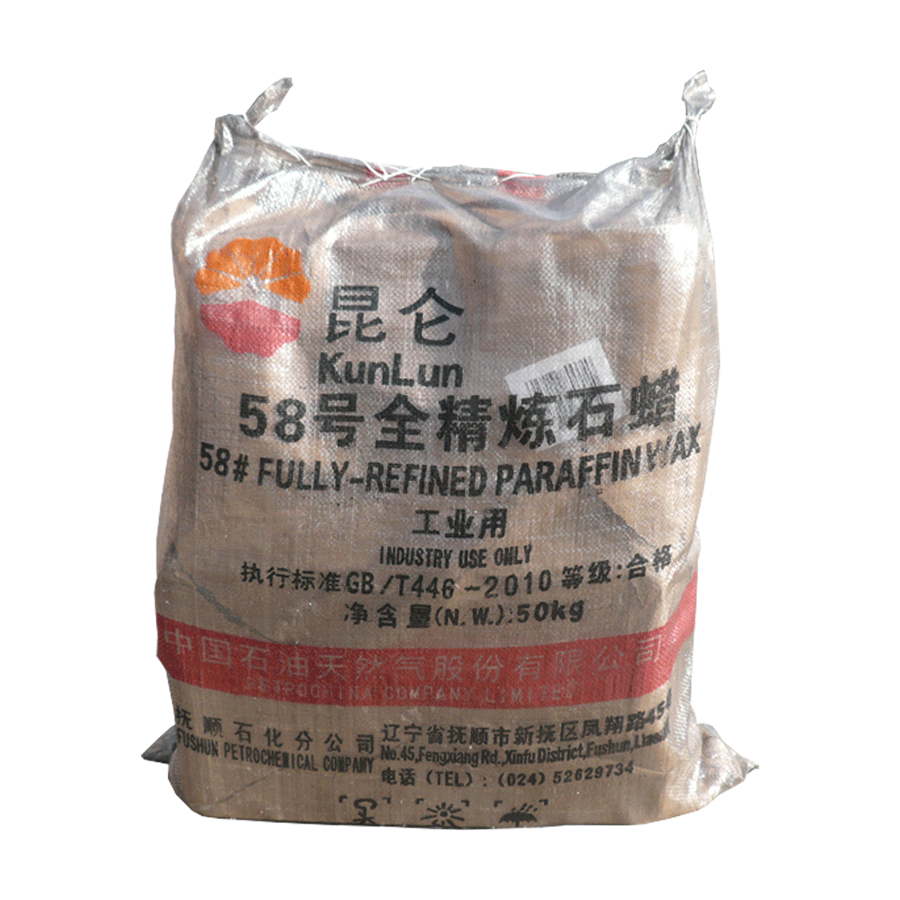 昆仑
KunLun
58号全精炼石蜡
58# FULLY-REFINED PARAFFIN WAX
工业用
INDUSTRY USE ONLY
执行标准GB/T446-2010 等级:合格
净含量(N.W.):50kg
中国石油天然气股份有限公司
PETROCHINA COMPANY LIMITED
抚顺石化分公司
FUSHUN PETROCHEMICAL COMPANY
辽宁省抚顺市新抚区凤翔路45
No.45,Fengxiang Rd.,Xinfu District,Fushun,
电话(TEL):(024)52629734